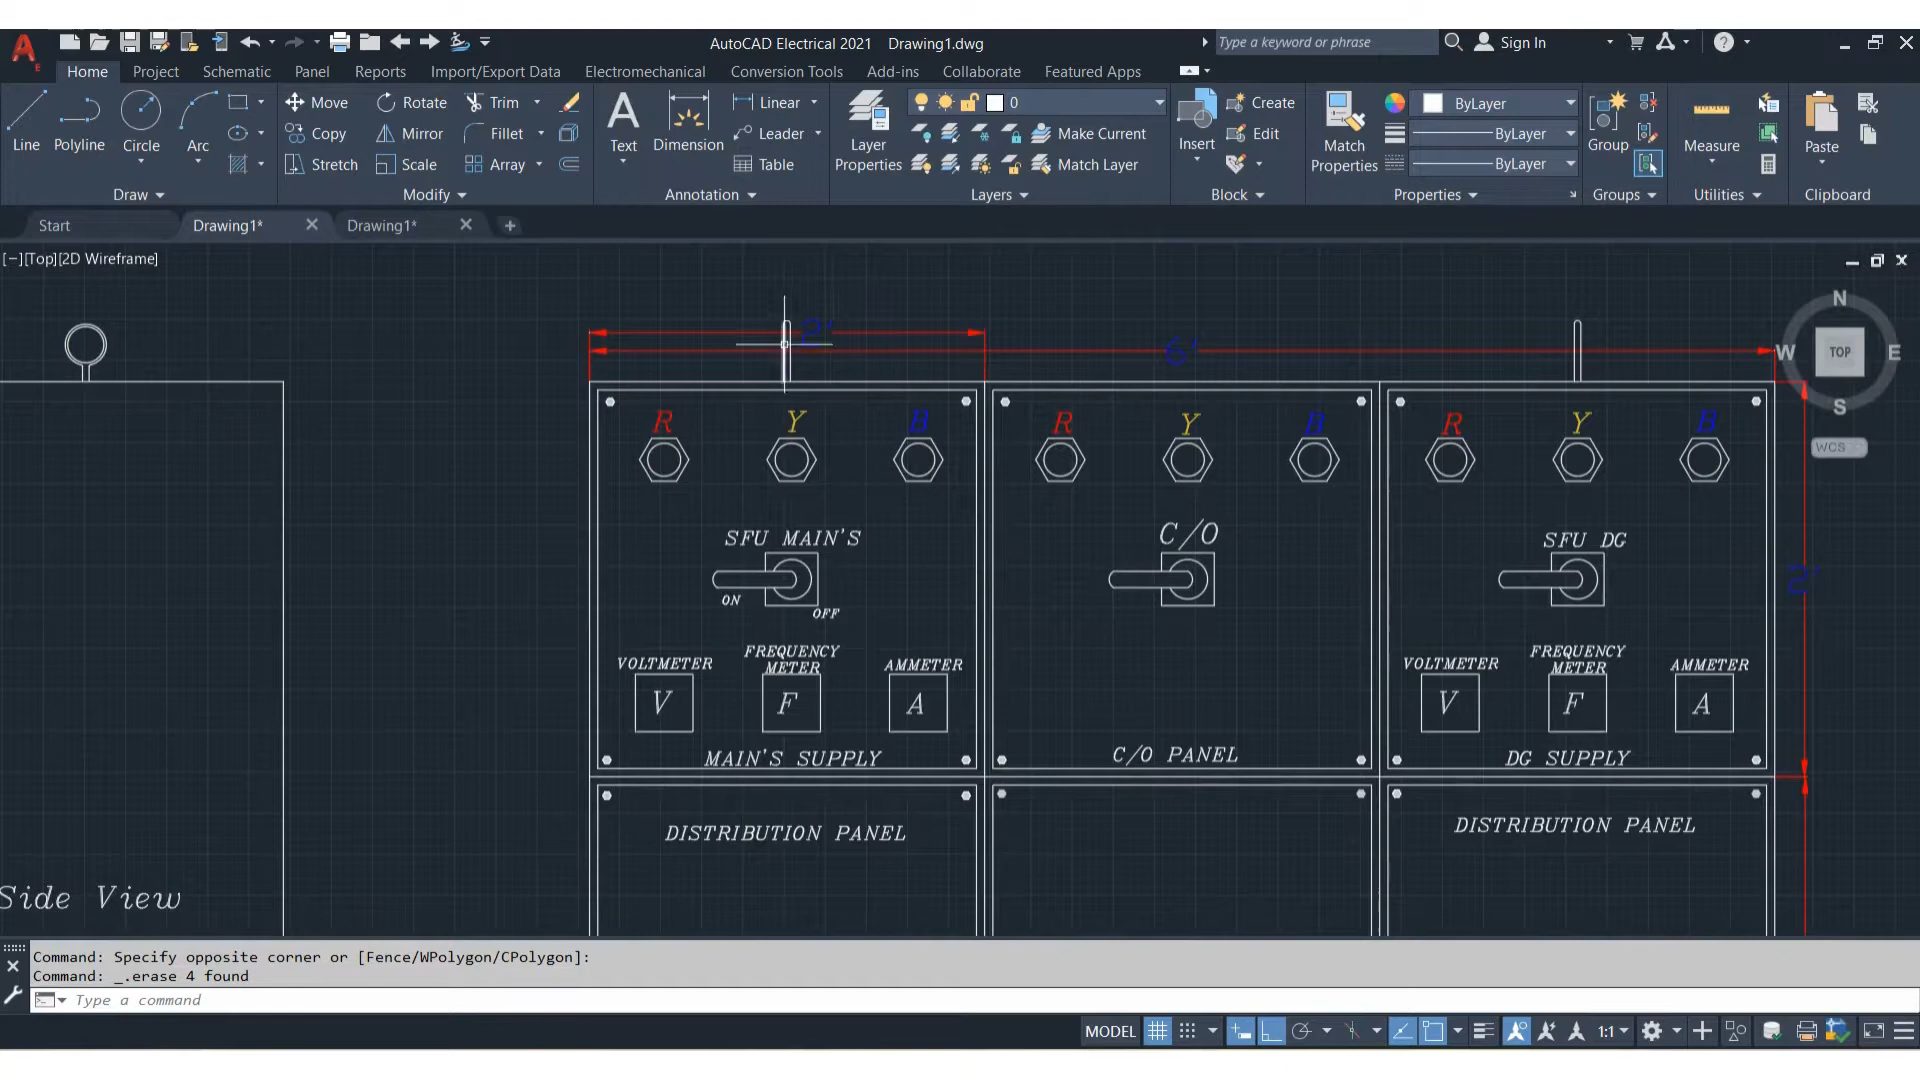 AutoCAD Electrical 2021 Drawing1.dwg
Type a keyword or phrase
Sign In
Home Project Schematic Panel Reports Import/Export Data Electromechanical Conversion Tools Add-ins Collaborate Featured Apps
Line Polyline Circle Arc
Move Rotate Trim
Copy Mirror Fillet
Stretch Scale Array
Text Dimension
Linear
Leader
Table
Layer Properties
0
Make Current
Match Layer
Insert
Create
Edit
Match Properties
ByLayer
ByLayer
ByLayer
Group Measure Paste
Draw Modify Annotation Layers Block Properties Groups Utilities Clipboard
Start Drawing1* Drawing1*
[−][Top][2D Wireframe]
N
W TOP E
S
WCS
2'
6'
R Y B R Y B R Y B
SFU MAIN'S C/O SFU DG
ON
OFF
2'
VOLTMETER FREQUENCY METER AMMETER
VOLTMETER FREQUENCY METER AMMETER
V F A V F A
MAIN'S SUPPLY C/O PANEL DG SUPPLY
DISTRIBUTION PANEL DISTRIBUTION PANEL
Side View
Command: Specify opposite corner or [Fence/WPolygon/CPolygon]:
Command: _.erase 4 found
Type a command
MODEL 1:1